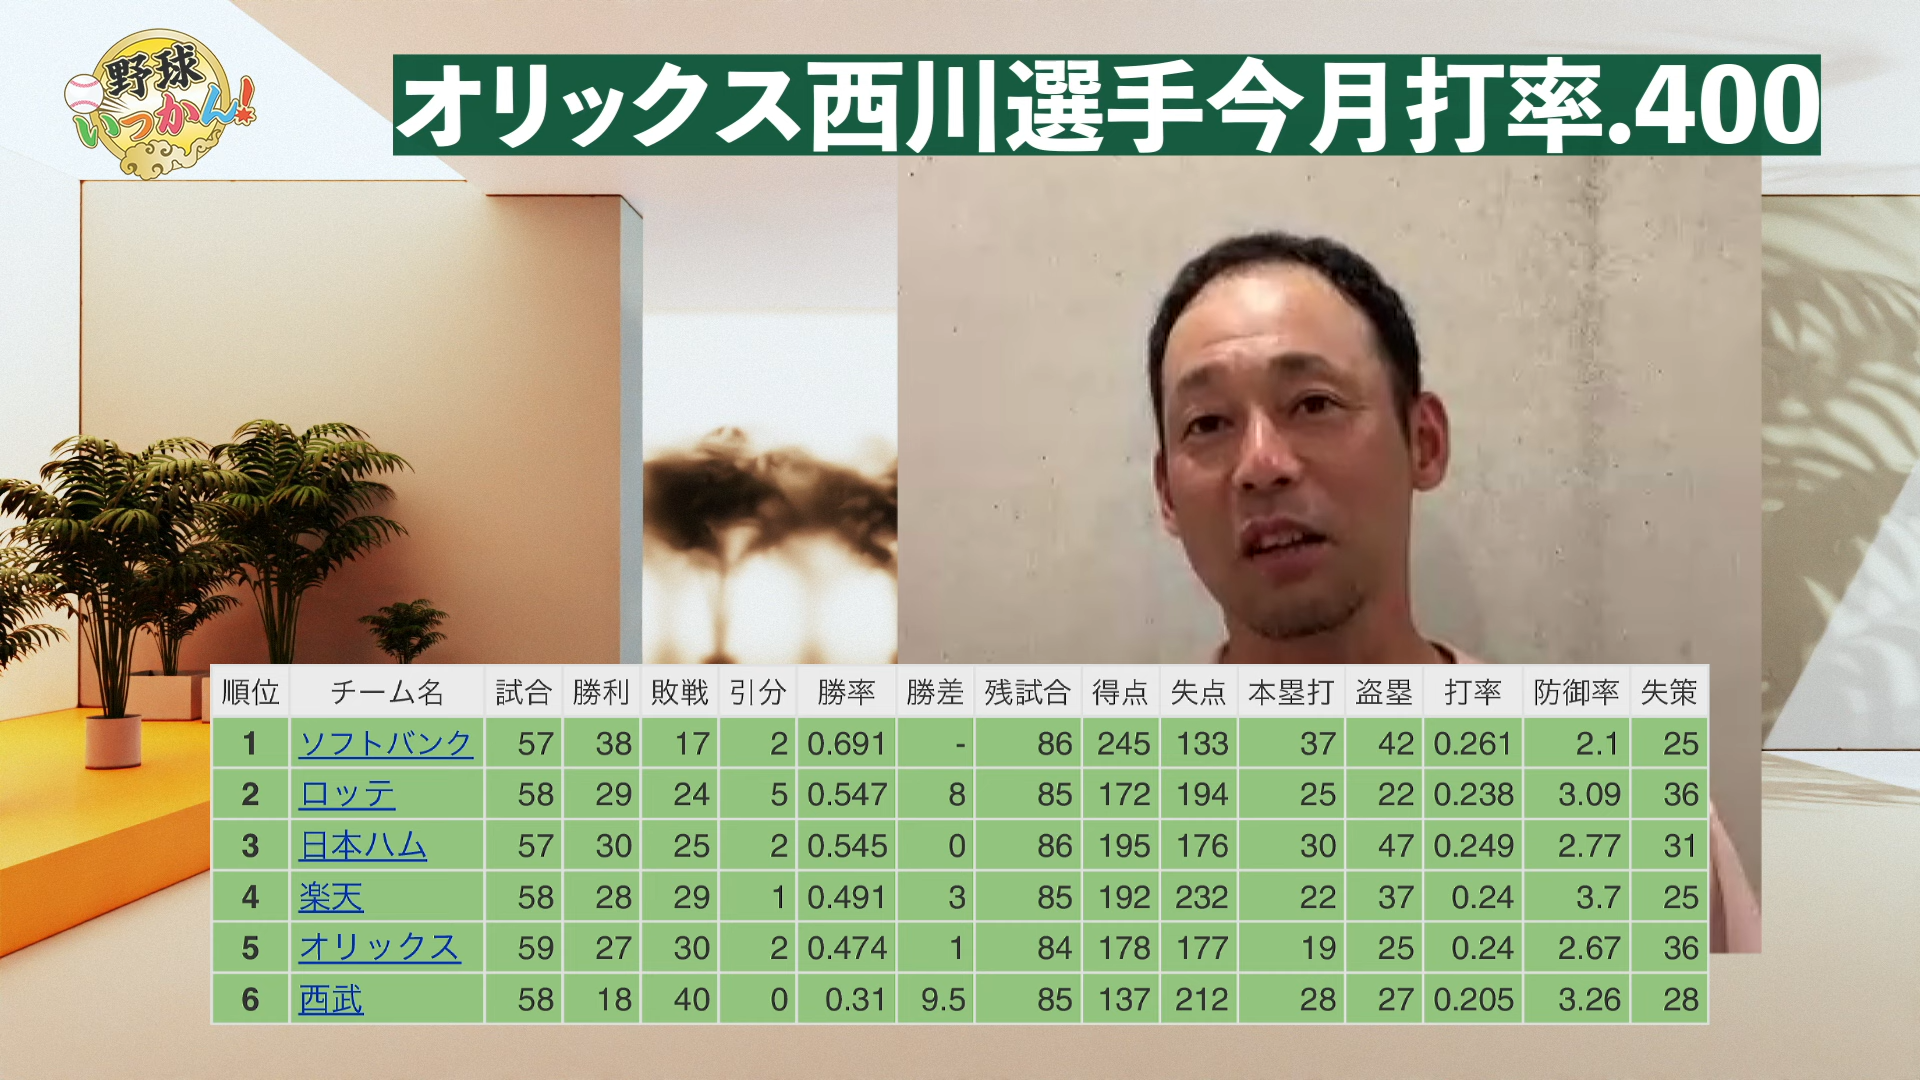 野球
いっかん!
オリックス西川選手今月打率.400
順位 チーム名 試合 勝利 敗戦 引分 勝率 勝差 残試合 得点 失点 本塁打 盗塁 打率 防御率 失策
1 ソフトバンク 57 38 17 2 0.691 - 86 245 133 37 42 0.261 2.1 25
2 ロッテ 58 29 24 5 0.547 8 85 172 194 25 22 0.238 3.09 36
3 日本ハム 57 30 25 2 0.545 0 86 195 176 30 47 0.249 2.77 31
4 楽天 58 28 29 1 0.491 3 85 192 232 22 37 0.24 3.7 25
5 オリックス 59 27 30 2 0.474 1 84 178 177 19 25 0.24 2.67 36
6 西武 58 18 40 0 0.31 9.5 85 137 212 28 27 0.205 3.26 28